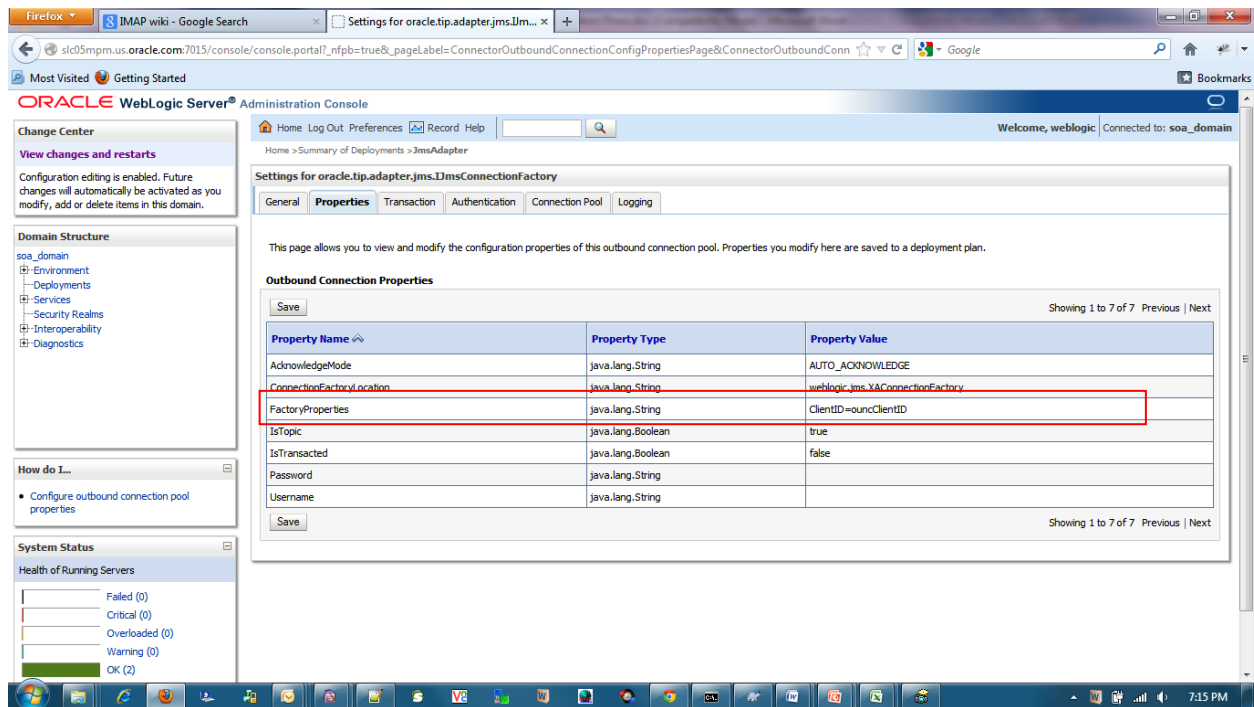 Firefox
IMAP wiki - Google Search
Settings for oracle.tip.adapter.jms.IJm...
slc05mpm.us.oracle.com:7015/console/console.portal?_nfpb=true&_pageLabel=ConnectorOutboundConnectionConfigPropertiesPage&ConnectorOutboundConn
Google
Most Visited Getting Started
Bookmarks
ORACLE WebLogic Server® Administration Console
Change Center
View changes and restarts
Configuration editing is enabled. Future
changes will automatically be activated as you
modify, add or delete items in this domain.
Domain Structure
soa_domain
Environment
Deployments
Services
Security Realms
Interoperability
Diagnostics
How do I...
Configure outbound connection pool
properties
System Status
Health of Running Servers
Failed (0)
Critical (0)
Overloaded (0)
Warning (0)
OK (2)
Home Log Out Preferences Record Help
Welcome, weblogic Connected to: soa_domain
Home >Summary of Deployments >JmsAdapter
Settings for oracle.tip.adapter.jms.IJmsConnectionFactory
General Properties Transaction Authentication Connection Pool Logging
This page allows you to view and modify the configuration properties of this outbound connection pool. Properties you modify here are saved to a deployment plan.
Outbound Connection Properties
Save Showing 1 to 7 of 7 Previous | Next
Property Name Property Type Property Value
AcknowledgeMode java.lang.String AUTO_ACKNOWLEDGE
ConnectionFactoryLocation java.lang.String weblogic.jms.XAConnectionFactory
FactoryProperties java.lang.String ClientID=ouncClientID
IsTopic java.lang.Boolean true
IsTransacted java.lang.Boolean false
Password java.lang.String
Username java.lang.String
Save Showing 1 to 7 of 7 Previous | Next
7:15 PM